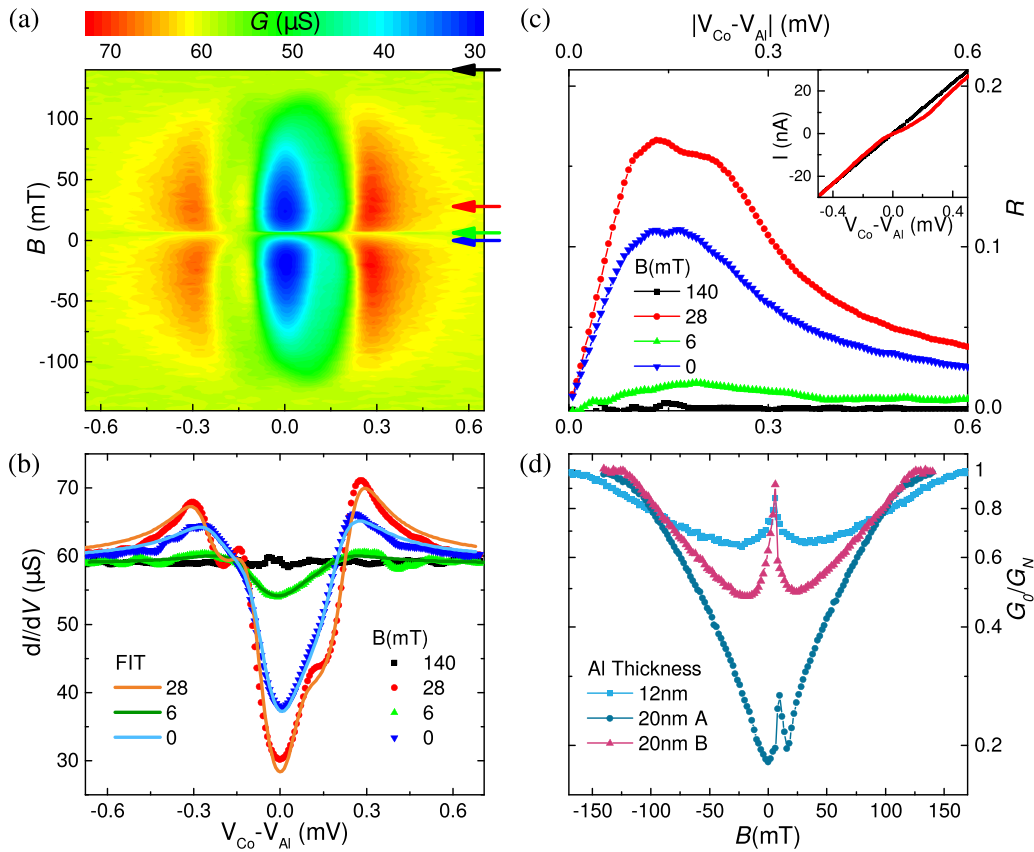 (a)
G (μS)
70 60 50 40 30
B (mT)
100
50
0
-50
-100
-0.6 -0.3 0.0 0.3 0.6
(c)
|V_Co-V_Al| (mV)
0.0 0.3 0.6
0.2
0.1
0.0
R
B(mT)
140
28
6
0
0.0 0.3 0.6
I (nA)
20
0
-20
-0.4 0.0 0.4
V_Co-V_Al (mV)
(b)
dI/dV (μS)
70
60
50
40
30
FIT
28
6
0
B(mT)
140
28
6
0
-0.6 -0.3 0.0 0.3 0.6
V_Co-V_Al (mV)
(d)
1
0.8
0.6
0.4
0.2
G_0/G_N
Al Thickness
12nm
20nm A
20nm B
-150 -100 -50 0 50 100 150
B(mT)